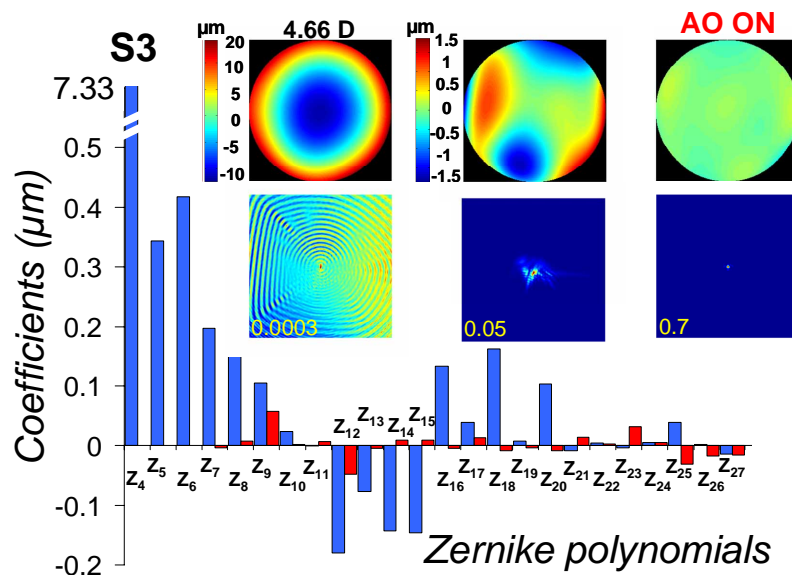 S3
µm
20
10
5
0
-5
-10
4.66 D
µm
1.5
1
0.5
0
-0.5
-1
-1.5
AO ON
7.33
0.5
0.4
0.3
0.2
0.1
0
-0.1
-0.2
Coefficients (µm)
0.0003
0.05
0.7
Z4
Z5
Z6
Z7
Z8
Z9
Z10
Z11
Z12
Z13
Z14
Z15
Z16
Z17
Z18
Z19
Z20
Z21
Z22
Z23
Z24
Z25
Z26
Z27
Zernike polynomials